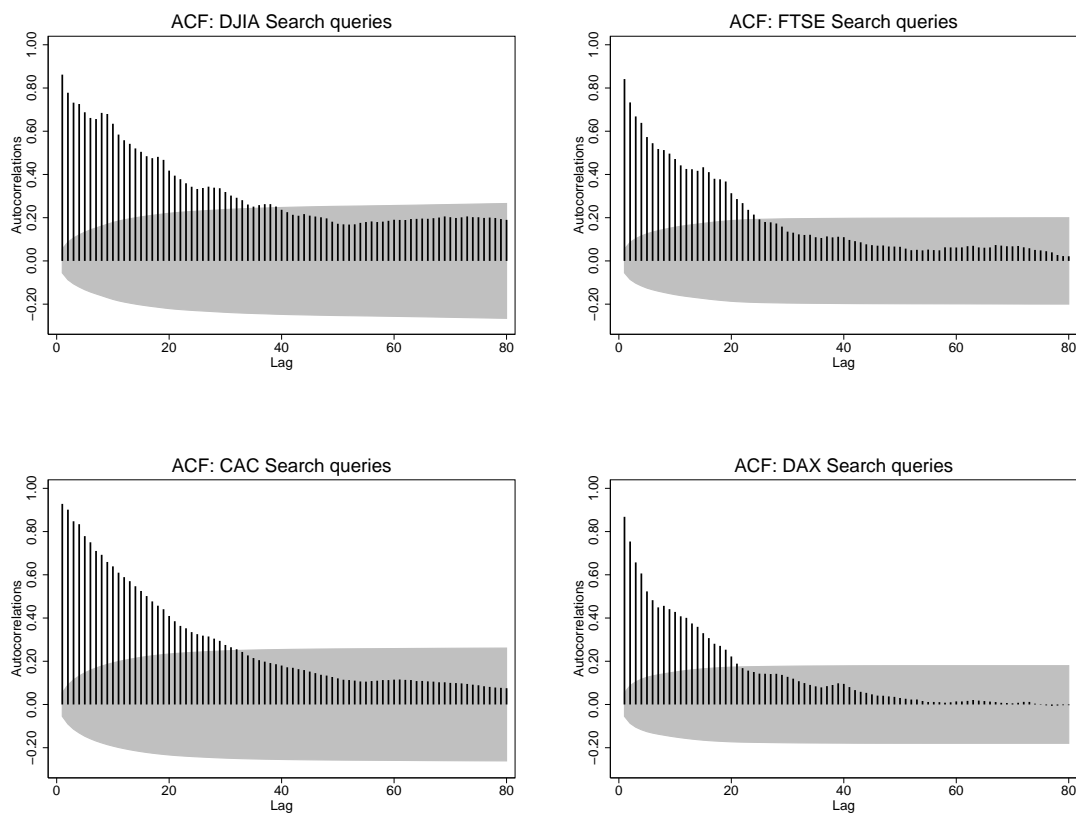 ACF: DJIA Search queries
1.00
0.80
0.60
0.40
0.20
0.00
−0.20
Autocorrelations
0 20 40 60 80
Lag
ACF: FTSE Search queries
1.00
0.80
0.60
0.40
0.20
0.00
−0.20
Autocorrelations
0 20 40 60 80
Lag
ACF: CAC Search queries
1.00
0.80
0.60
0.40
0.20
0.00
−0.20
Autocorrelations
0 20 40 60 80
Lag
ACF: DAX Search queries
1.00
0.80
0.60
0.40
0.20
0.00
−0.20
Autocorrelations
0 20 40 60 80
Lag